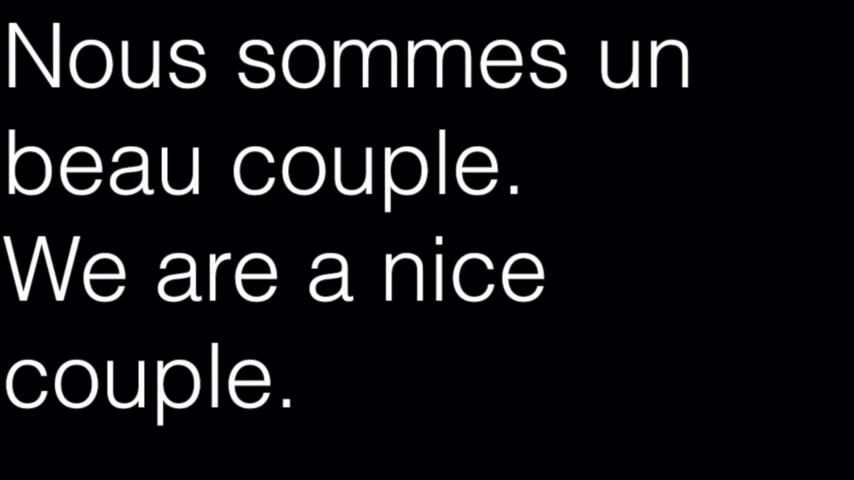 Nous sommes un
beau couple.
We are a nice
couple.